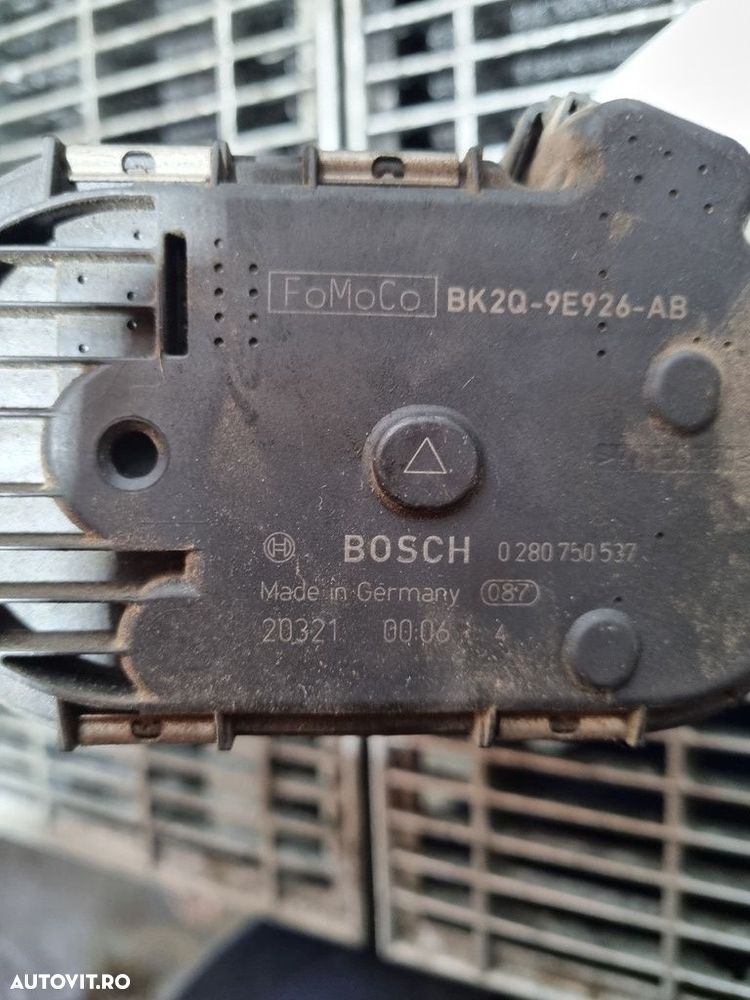 FoMoCo BK2Q-9E926-AB
BOSCH 0 280 750 537
Made in Germany 087
20321 00:06 4
AUTOVIT.RO